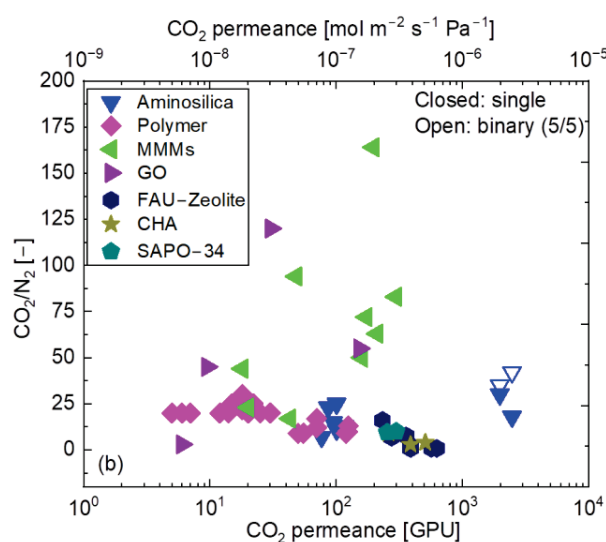 CO₂ permeance [mol m⁻² s⁻¹ Pa⁻¹]
10⁻⁹ 10⁻⁸ 10⁻⁷ 10⁻⁶ 10⁻⁵
200
175
150
125
100
75
50
25
0
CO₂/N₂ [–]
Aminosilica
Polymer
MMMs
GO
FAU–Zeolite
CHA
SAPO–34
Closed: single
Open: binary (5/5)
(b)
10⁰ 10¹ 10² 10³ 10⁴
CO₂ permeance [GPU]